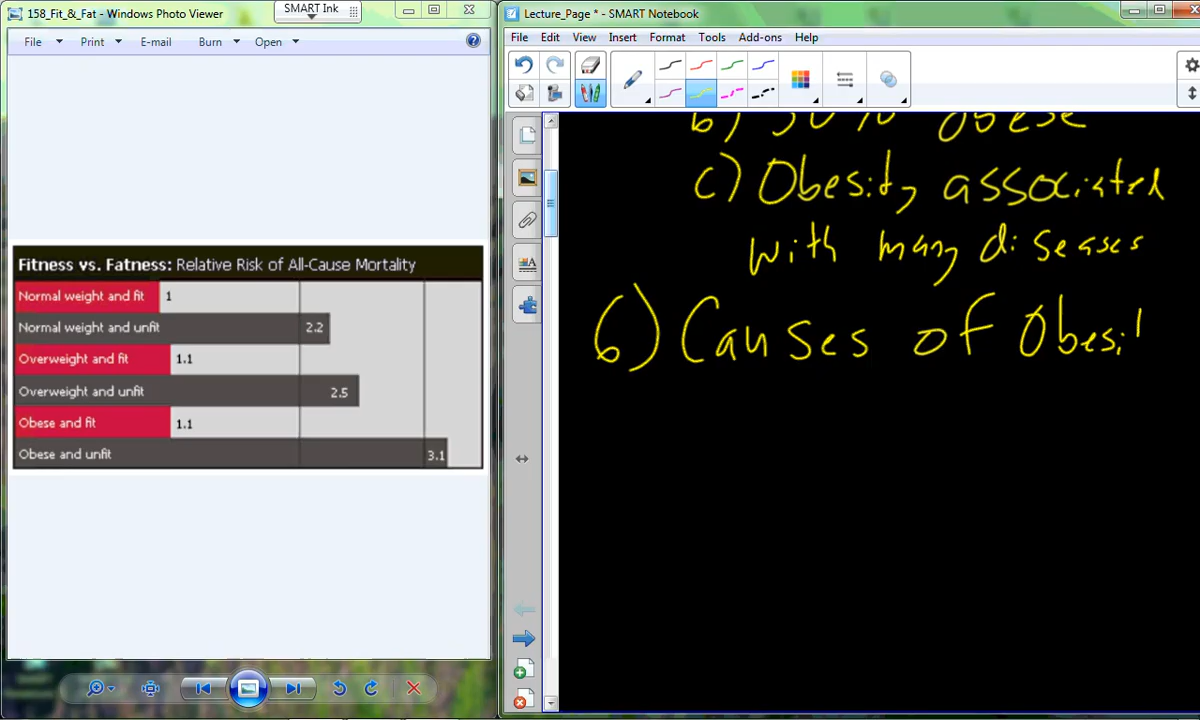 158_Fit_&_Fat - Windows Photo Viewer
SMART Ink
File Print E-mail Burn Open
Fitness vs. Fatness: Relative Risk of All-Cause Mortality
Normal weight and fit 1
Normal weight and unfit 2.2
Overweight and fit 1.1
Overweight and unfit 2.5
Obese and fit 1.1
Obese and unfit 3.1
Lecture_Page * - SMART Notebook
File Edit View Insert Format Tools Add-ons Help
b) 30% Obese
c) Obesity associated
with many diseases
6) Causes of Obesi